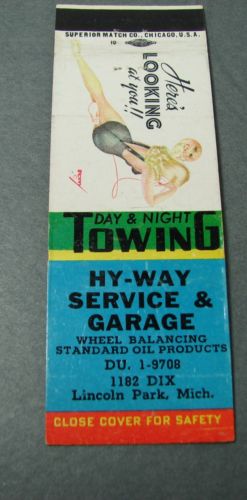 SUPERIOR MATCH CO., CHICAGO, U.S.A.
Here's
LOOKING
at you!!
DAY & NIGHT
TOWING
HY-WAY
SERVICE &
GARAGE
WHEEL BALANCING
STANDARD OIL PRODUCTS
DU. 1-9708
1182 DIX
Lincoln Park, Mich.
CLOSE COVER FOR SAFETY